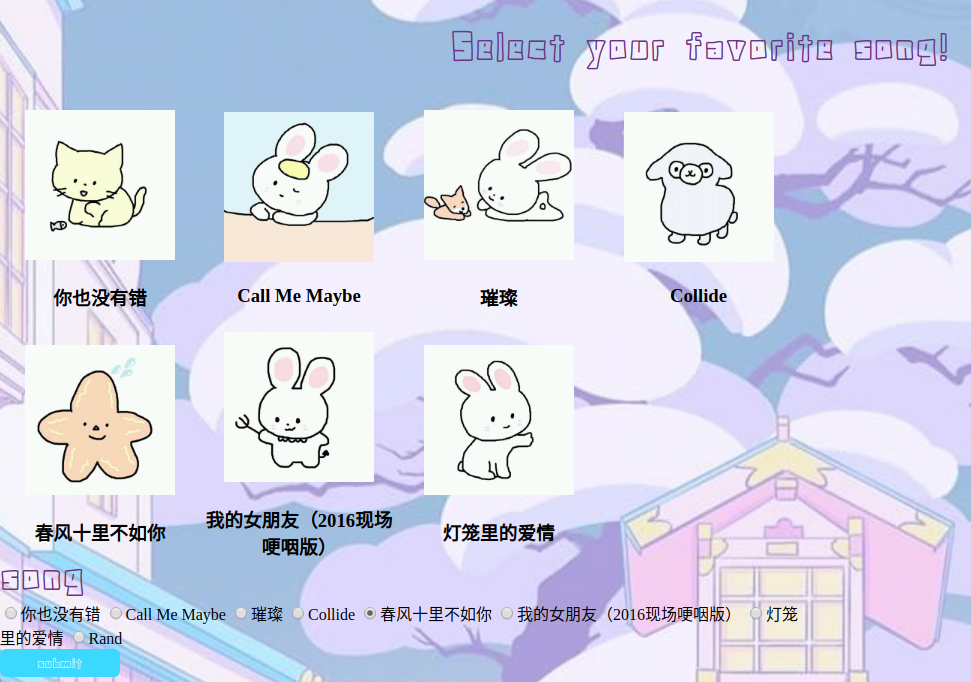 Select your favorite song!
你也没有错
Call Me Maybe
璀璨
Collide
春风十里不如你
我的女朋友（2016现场
哽咽版）
灯笼里的爱情
song
你也没有错 Call Me Maybe 璀璨 Collide 春风十里不如你 我的女朋友（2016现场哽咽版） 灯笼
里的爱情 Rand
submit